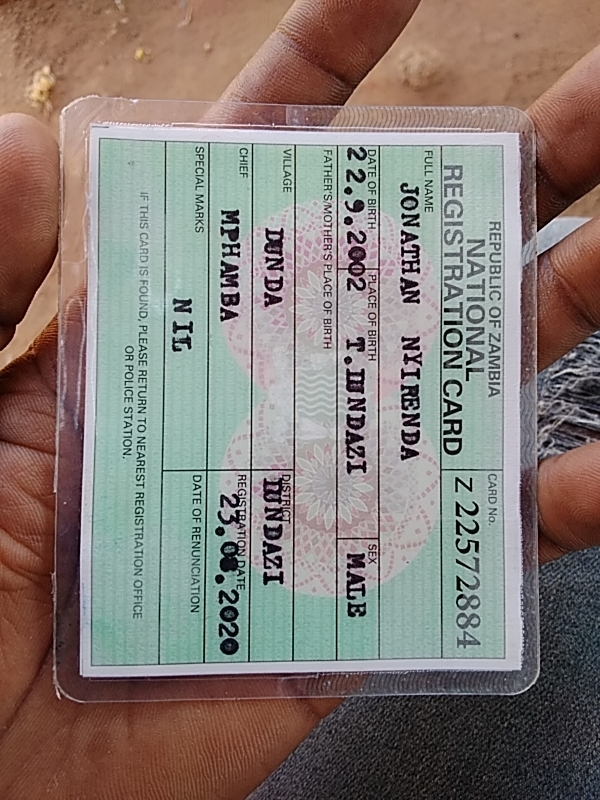 REPUBLIC OF ZAMBIA
NATIONAL
REGISTRATION CARD
CARD No.
Z 22572884
FULL NAME
JONATHAN NYIRENDA
DATE OF BIRTH
22.9.2002
PLACE OF BIRTH
T.LUNDAZI
SEX
MALE
FATHER'S/MOTHER'S PLACE OF BIRTH
VILLAGE
DUNDA
DISTRICT
LUNDAZI
CHIEF
MPHAMBA
REGISTRATION DATE
SPECIAL MARKS
NIL
DATE OF RENUNCIATION
IF THIS CARD IS FOUND, PLEASE RETURN TO NEAREST REGISTRATION OFFICE
OR POLICE STATION.